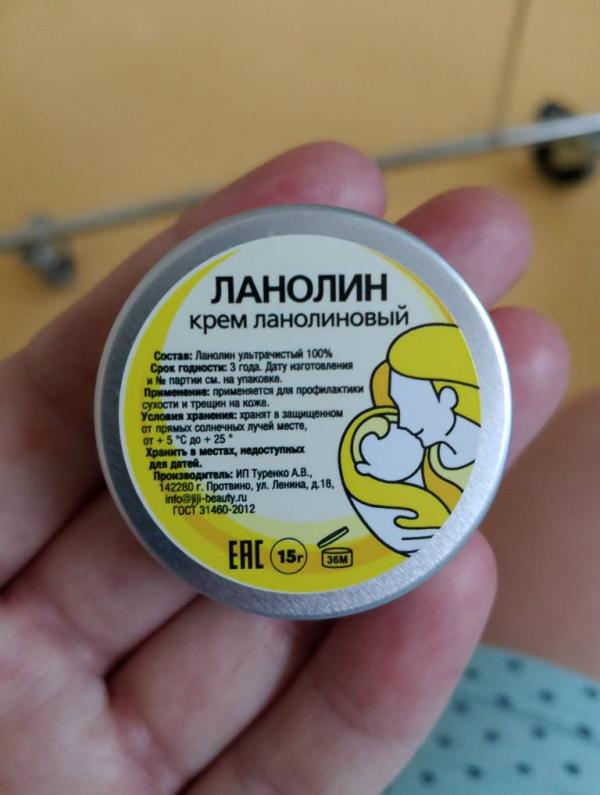 ЛАНОЛИН
крем ланолиновый
Состав: Ланолин ультрачистый 100%
Срок годности: 3 года. Дату изготовления
и № партии см. на упаковке.
Применение: применяется для профилактики
сухости и трещин на коже.
Условия хранения: хранят в защищенном
от прямых солнечных лучей месте,
от + 5 °C до + 25 °
Хранить в местах, недоступных
для детей.
Производитель: ИП Туренко А.В.,
142280 г. Протвино, ул. Ленина, д.18,
info@jiji-beauty.ru
ГОСТ 31460-2012
EAC 15г 36M